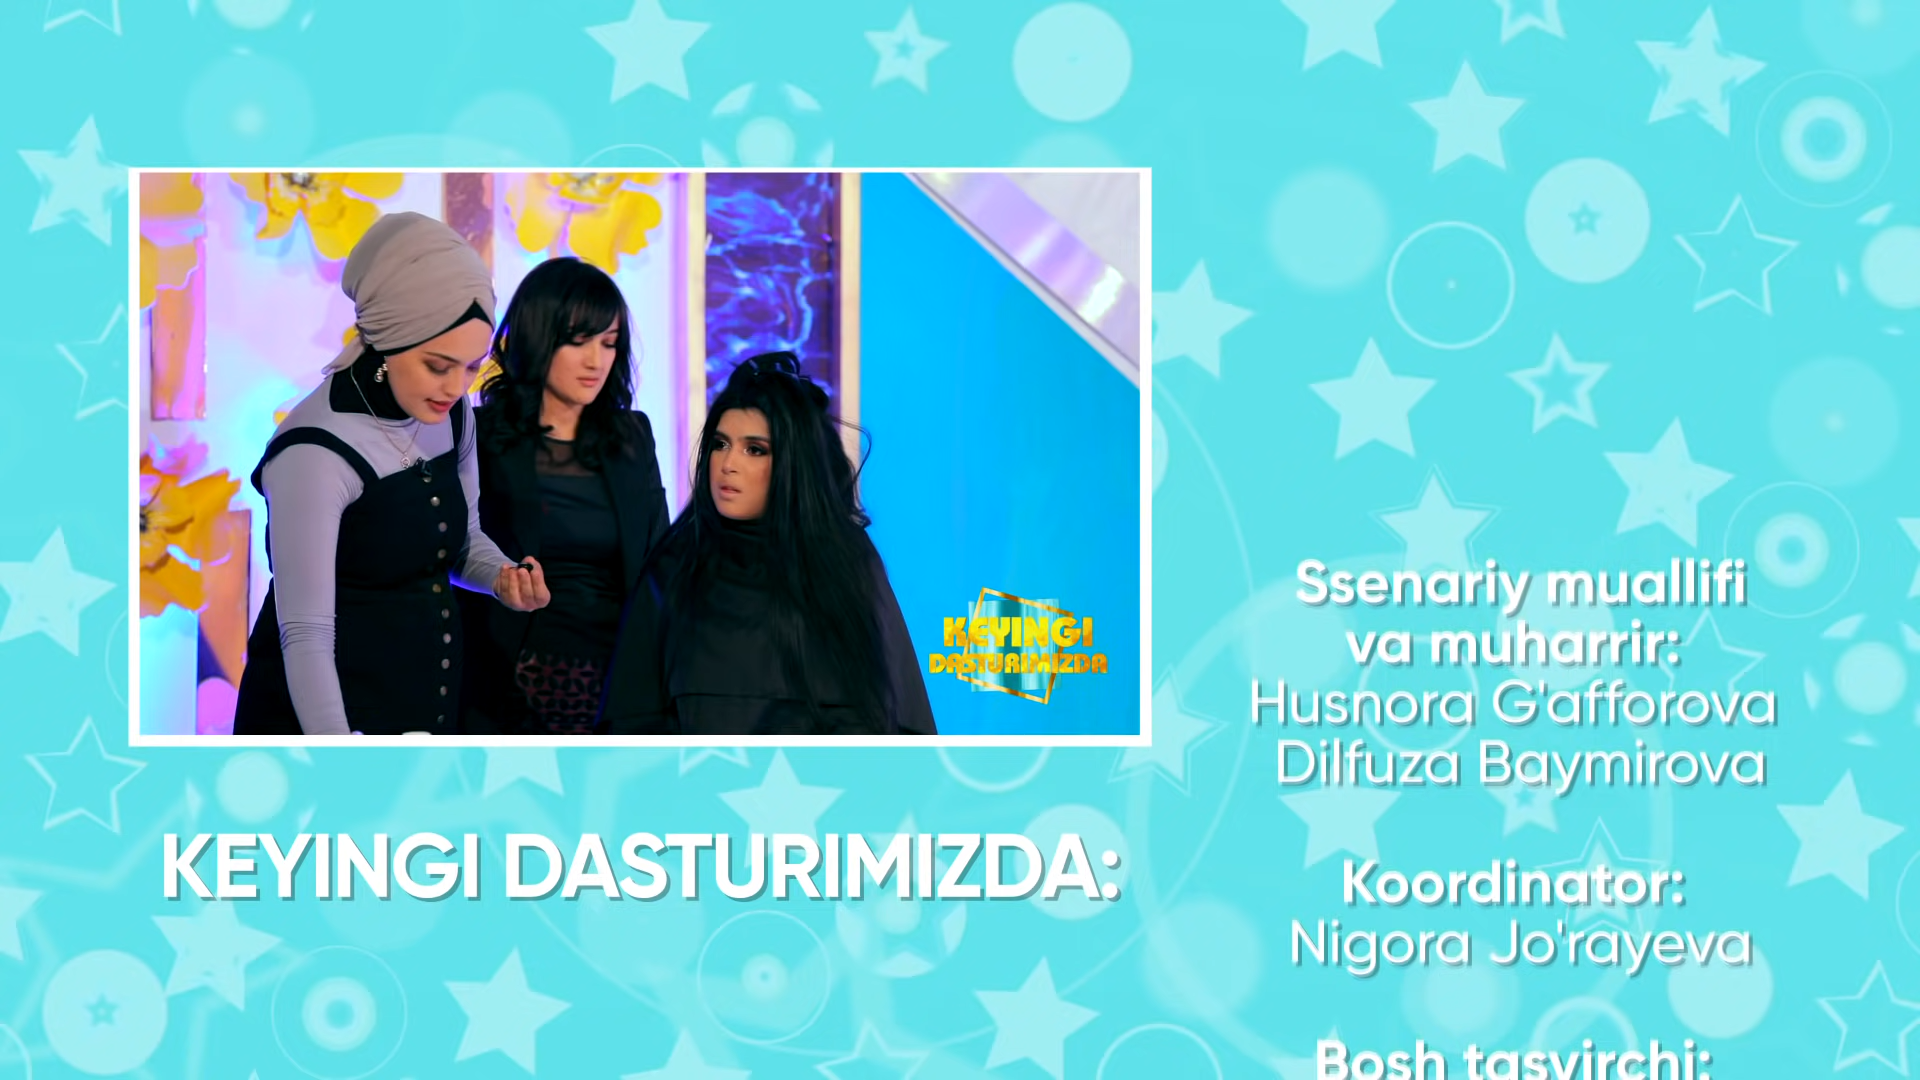 KEYINGI
DASTURIMIZDA
KEYINGI DASTURIMIZDA:
Ssenariy muallifi
va muharrir:
Husnora G'afforova
Dilfuza Baymirova
Koordinator:
Nigora Jo'rayeva
Bosh tasvirchi: